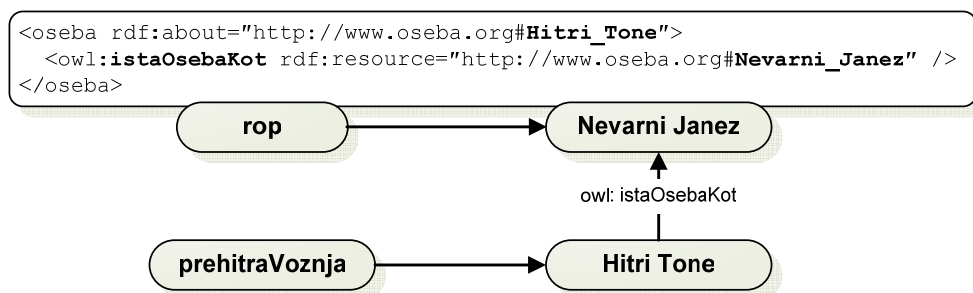 <oseba rdf:about="http://www.oseba.org#Hitri_Tone">
<owl:istaOsebaKot rdf:resource="http://www.oseba.org#Nevarni_Janez" />
</oseba>
rop
Nevarni Janez
owl: istaOsebaKot
prehitraVoznja
Hitri Tone